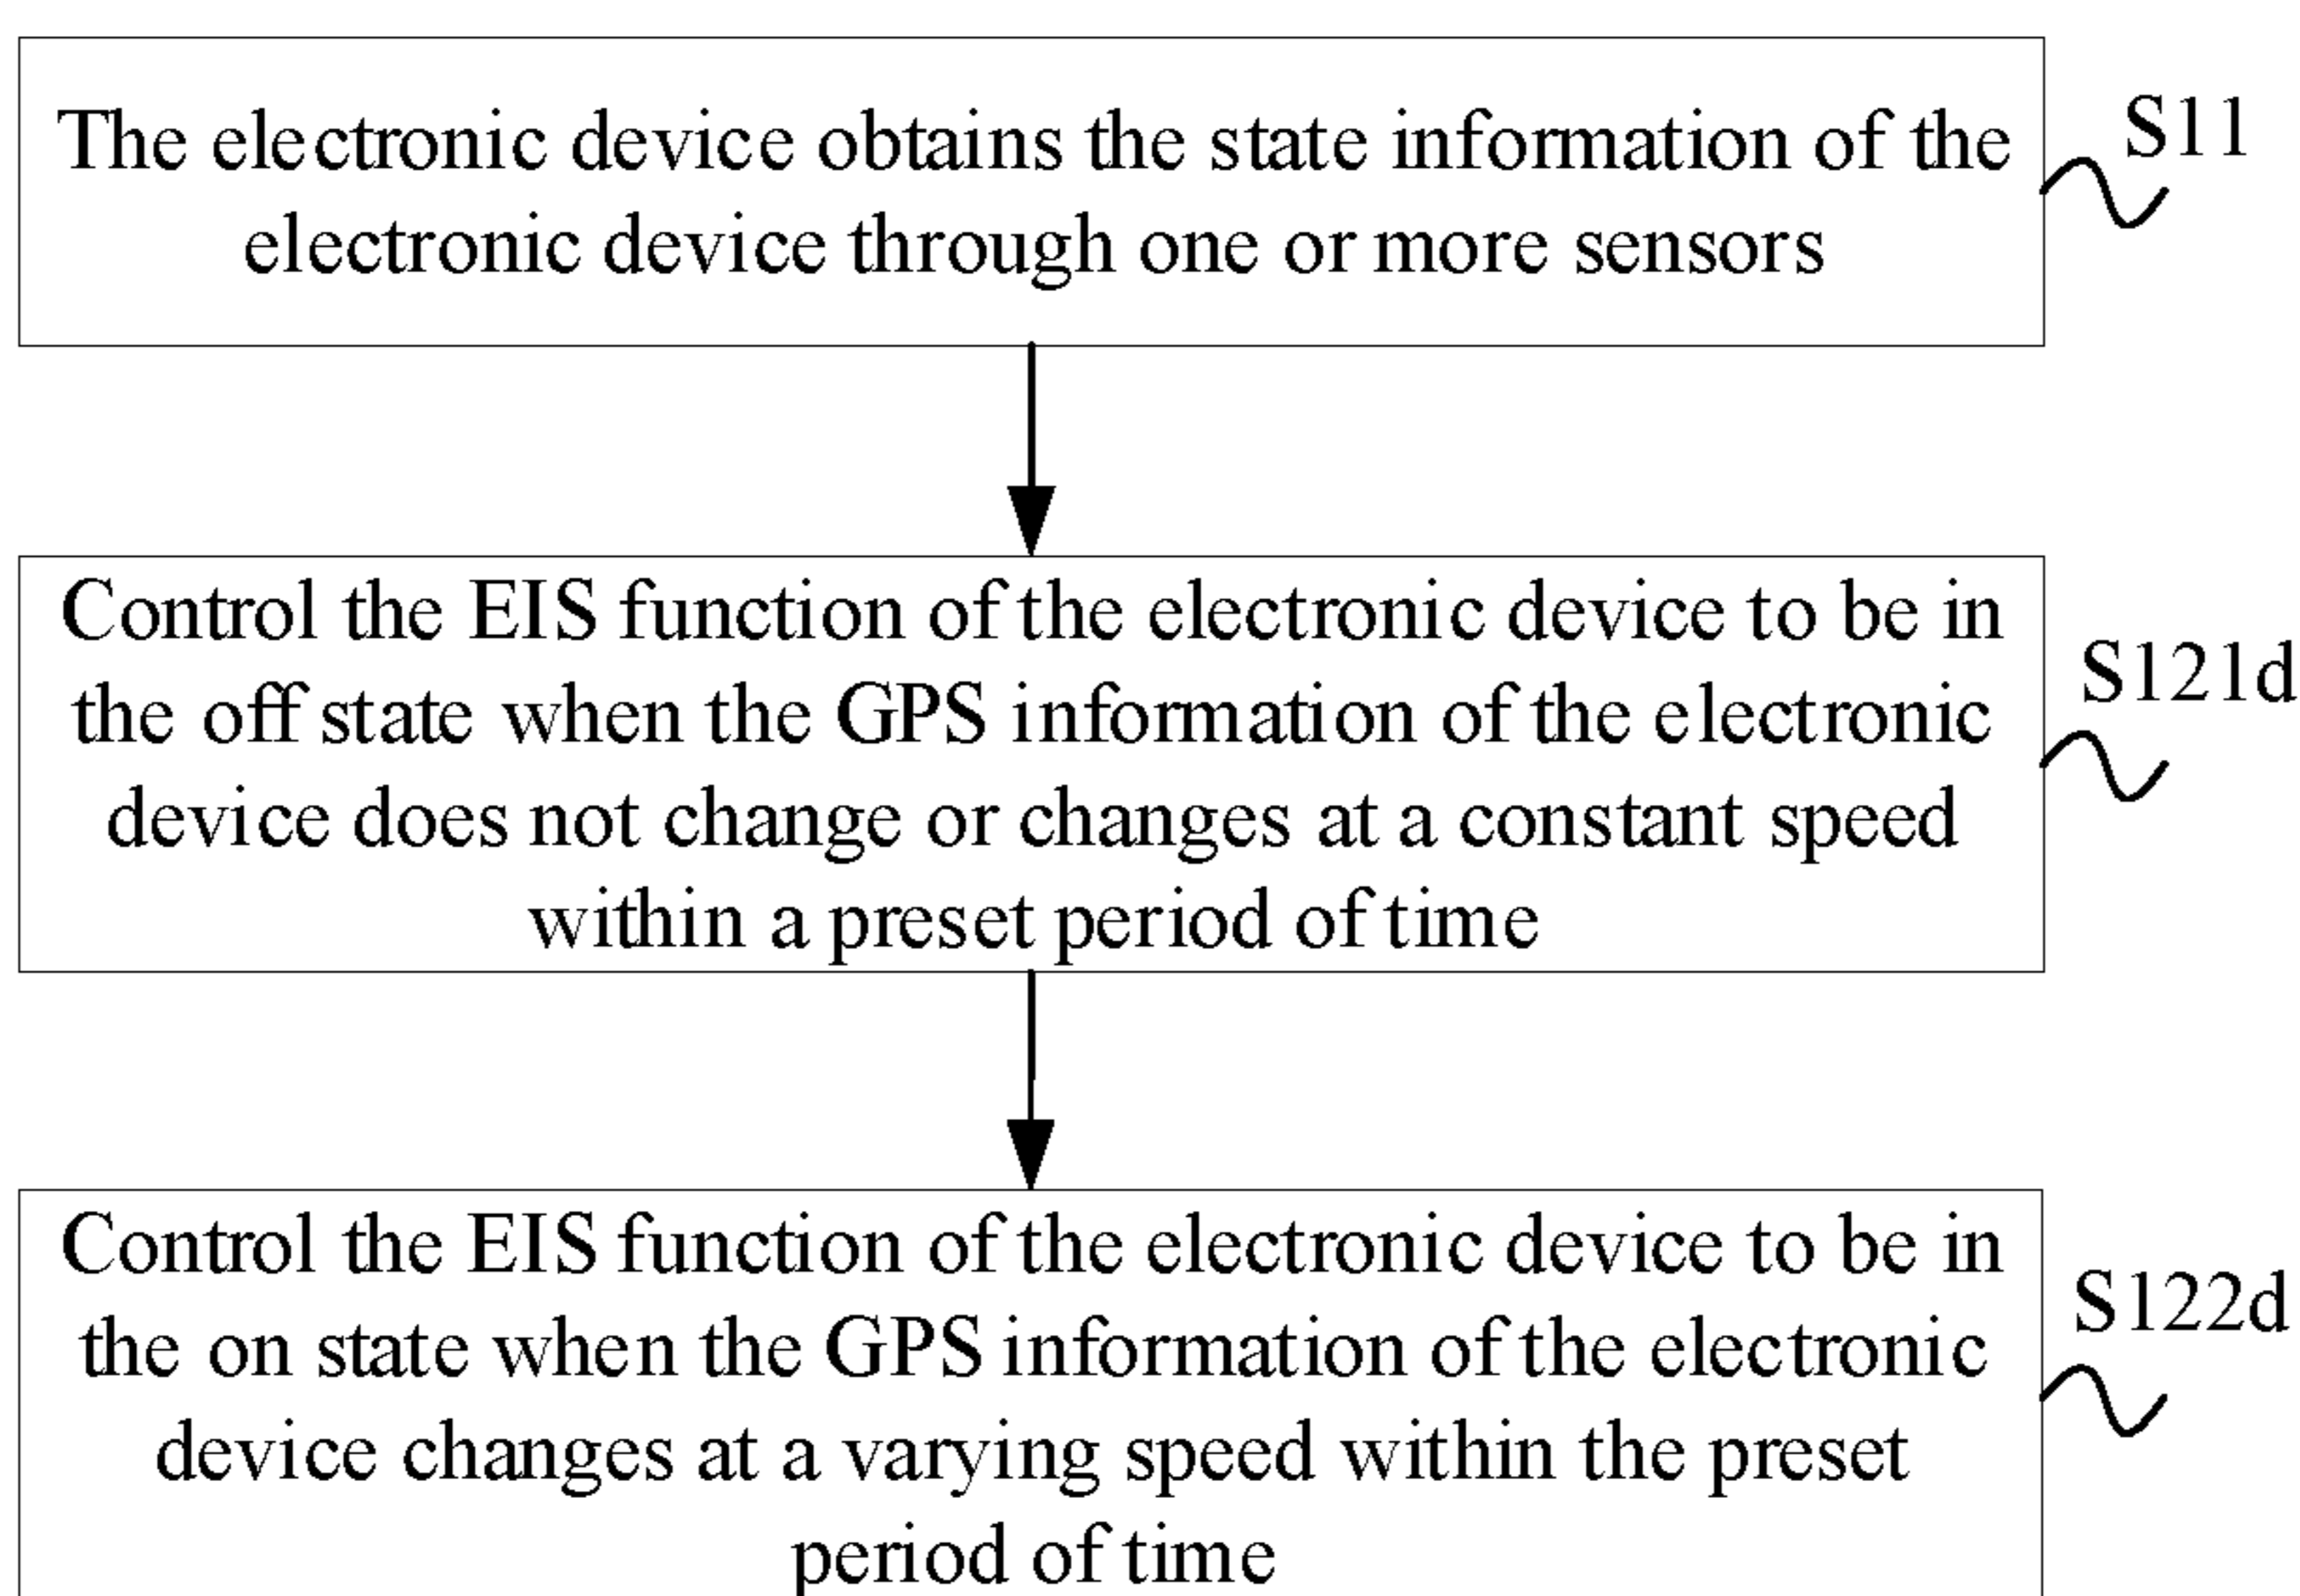 The electronic device obtains the state information of the
electronic device through one or more sensors
S11
Control the EIS function of the electronic device to be in
the off state when the GPS information of the electronic
device does not change or changes at a constant speed
within a preset period of time
S121d
Control the EIS function of the electronic device to be in
the on state when the GPS information of the electronic
device changes at a varying speed within the preset
period of time
S122d